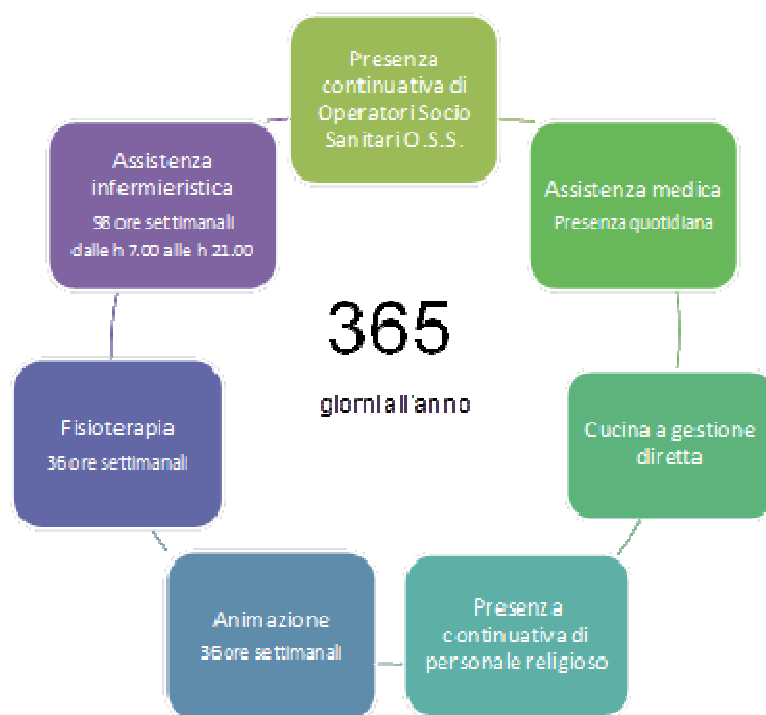 Presenza
continuativa di
Operatori Socio
Sanitari O.S.S.
Assistenza medica
Presenza quotidiana
Cucina a gestione
diretta
Presenza
continuativa di
personale religioso
Animazione
36 ore settimanali
Fisioterapia
36 ore settimanali
Assistenza
infermieristica
98 ore settimanali
dalle h 7.00 alle h 21.00
365
giorni all'anno